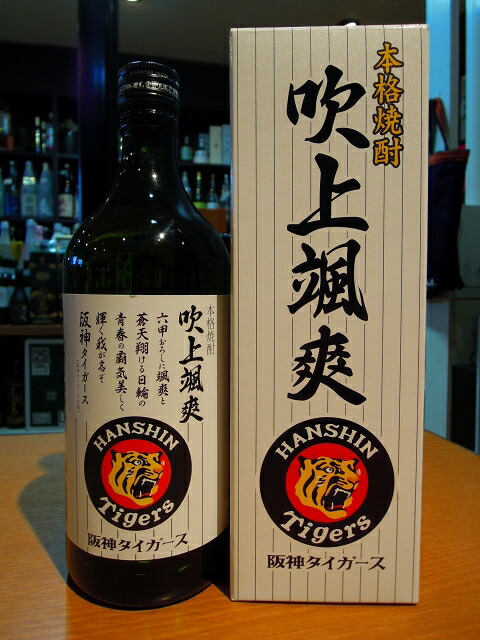 本格焼酎
吹上颯爽
六甲おろしに颯爽と
蒼天翔ける日輪の
青春の覇気美しく
輝く我が名ぞ
阪神タイガース
HANSHIN
Tigers
阪神タイガース
本格焼酎
吹上颯爽
HANSHIN
Tigers
阪神タイガース